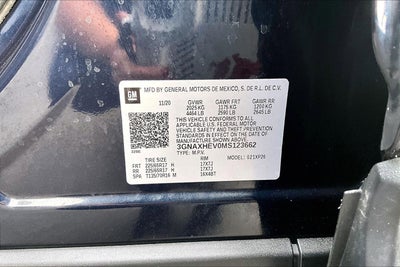 GM
MFD BY GENERAL MOTORS DE MEXICO, S. DE R.L. DE C.V.
11/20 GVWR GAWR FRT GAWR RR
2025 KG 1175 KG 1200 KG
4464 LB 2590 LB 2645 LB
THIS VEHICLE CONFORMS TO ALL APPLICABLE
U.S. FEDERAL MOTOR
VEHICLE SAFETY AND THEFT PREVENTION
STANDARDS IN EFFECT ON THE DATE OF
MANUFACTURE SHOWN ABOVE.
3GNAXHEV0MS123662
TYPE: M.P.V. MODEL:
TIRE SIZE RIM
FRT 225/65R17 H 17X7J
RR 225/65R17 H 17X7J
SPA T135/70R16 M 16X4BT